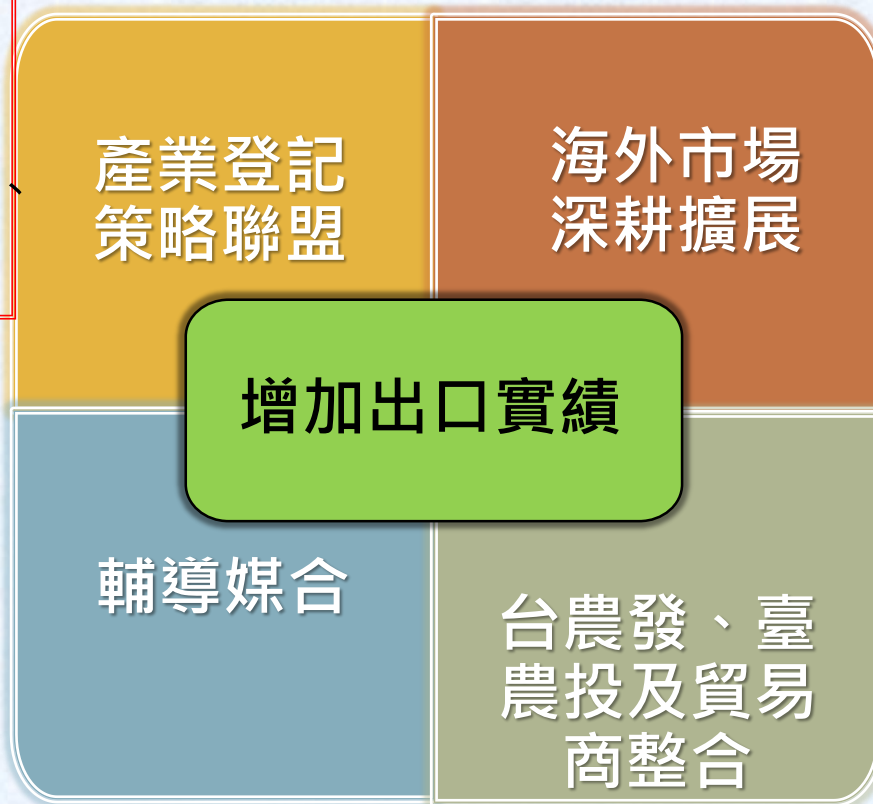 產業登記
策略聯盟
海外市場
深耕擴展
增加出口實績
輔導媒合
台農發、臺
農投及貿易
商整合